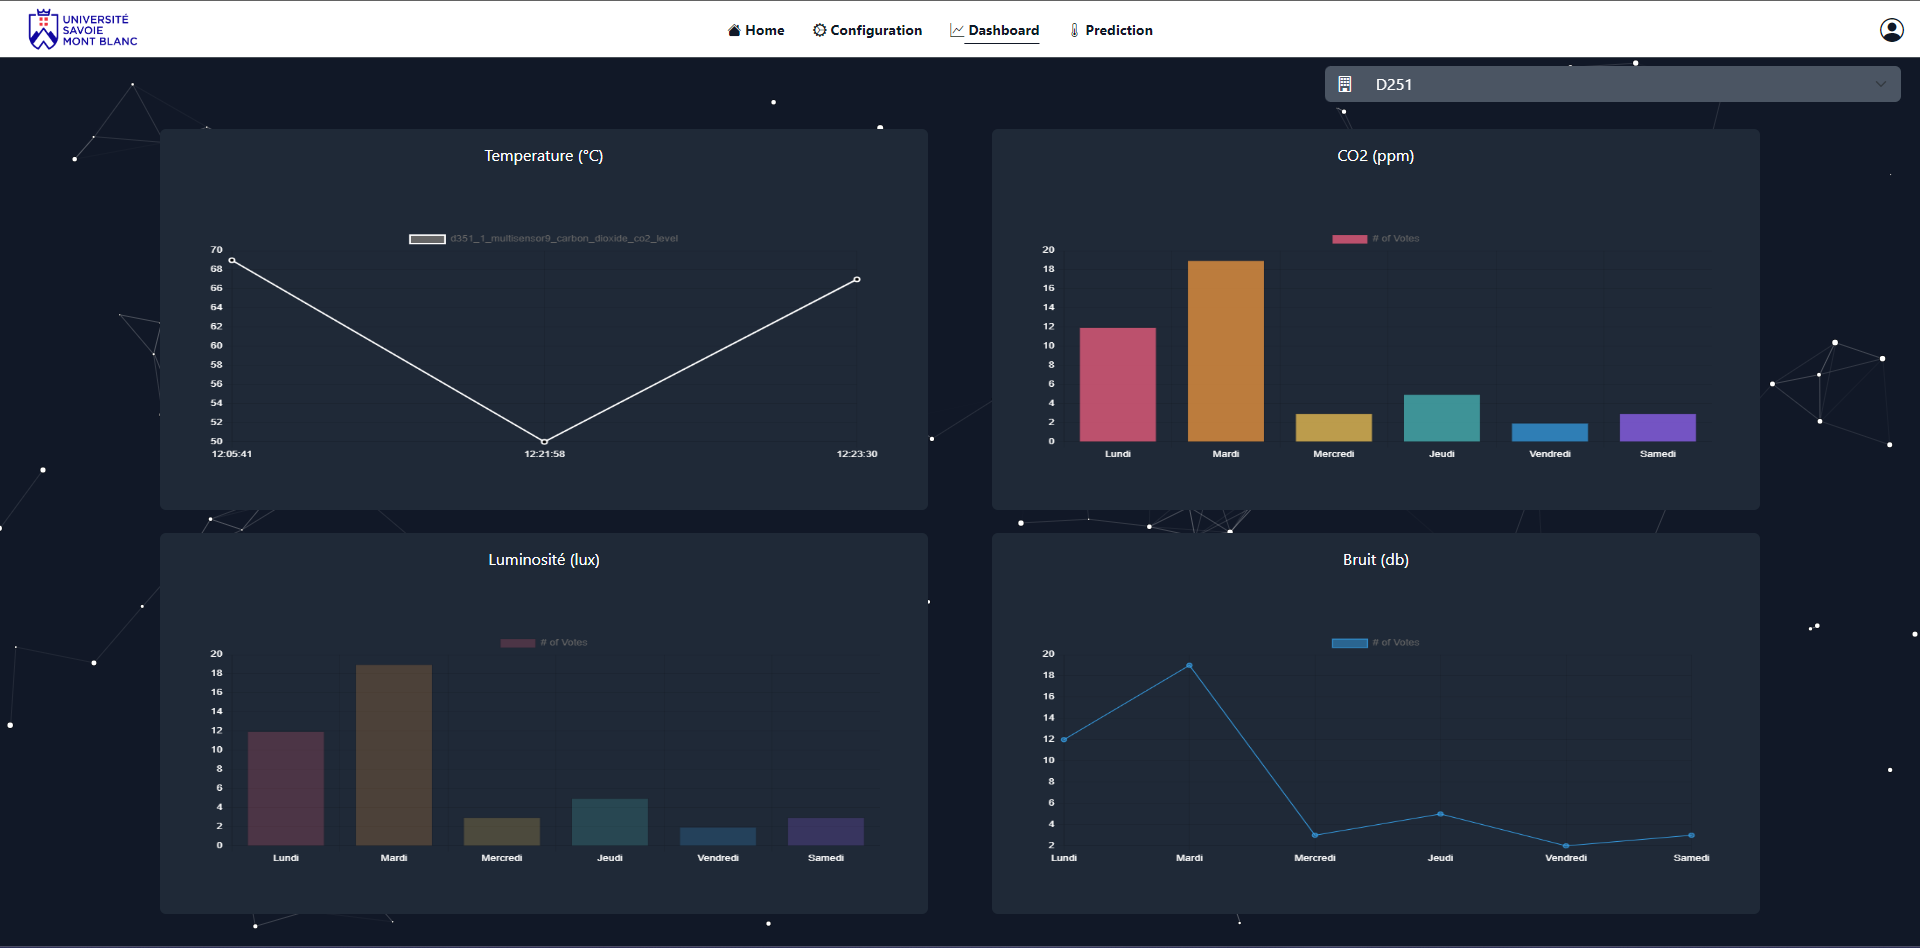 UNIVERSITÉ
SAVOIE
MONT BLANC
Home
Configuration
Dashboard
Prediction
D251
Temperature (°C)
d351_1_multisensor9_carbon_dioxide_co2_level
70
68
66
64
62
60
58
56
54
52
50
12:05:41
12:21:58
12:23:30
CO2 (ppm)
# of Votes
20
18
16
14
12
10
8
6
4
2
0
Lundi
Mardi
Mercredi
Jeudi
Vendredi
Samedi
Luminosité (lux)
# of Votes
20
18
16
14
12
10
8
6
4
2
0
Lundi
Mardi
Mercredi
Jeudi
Vendredi
Samedi
Bruit (db)
# of Votes
20
18
16
14
12
10
8
6
4
2
Lundi
Mardi
Mercredi
Jeudi
Vendredi
Samedi